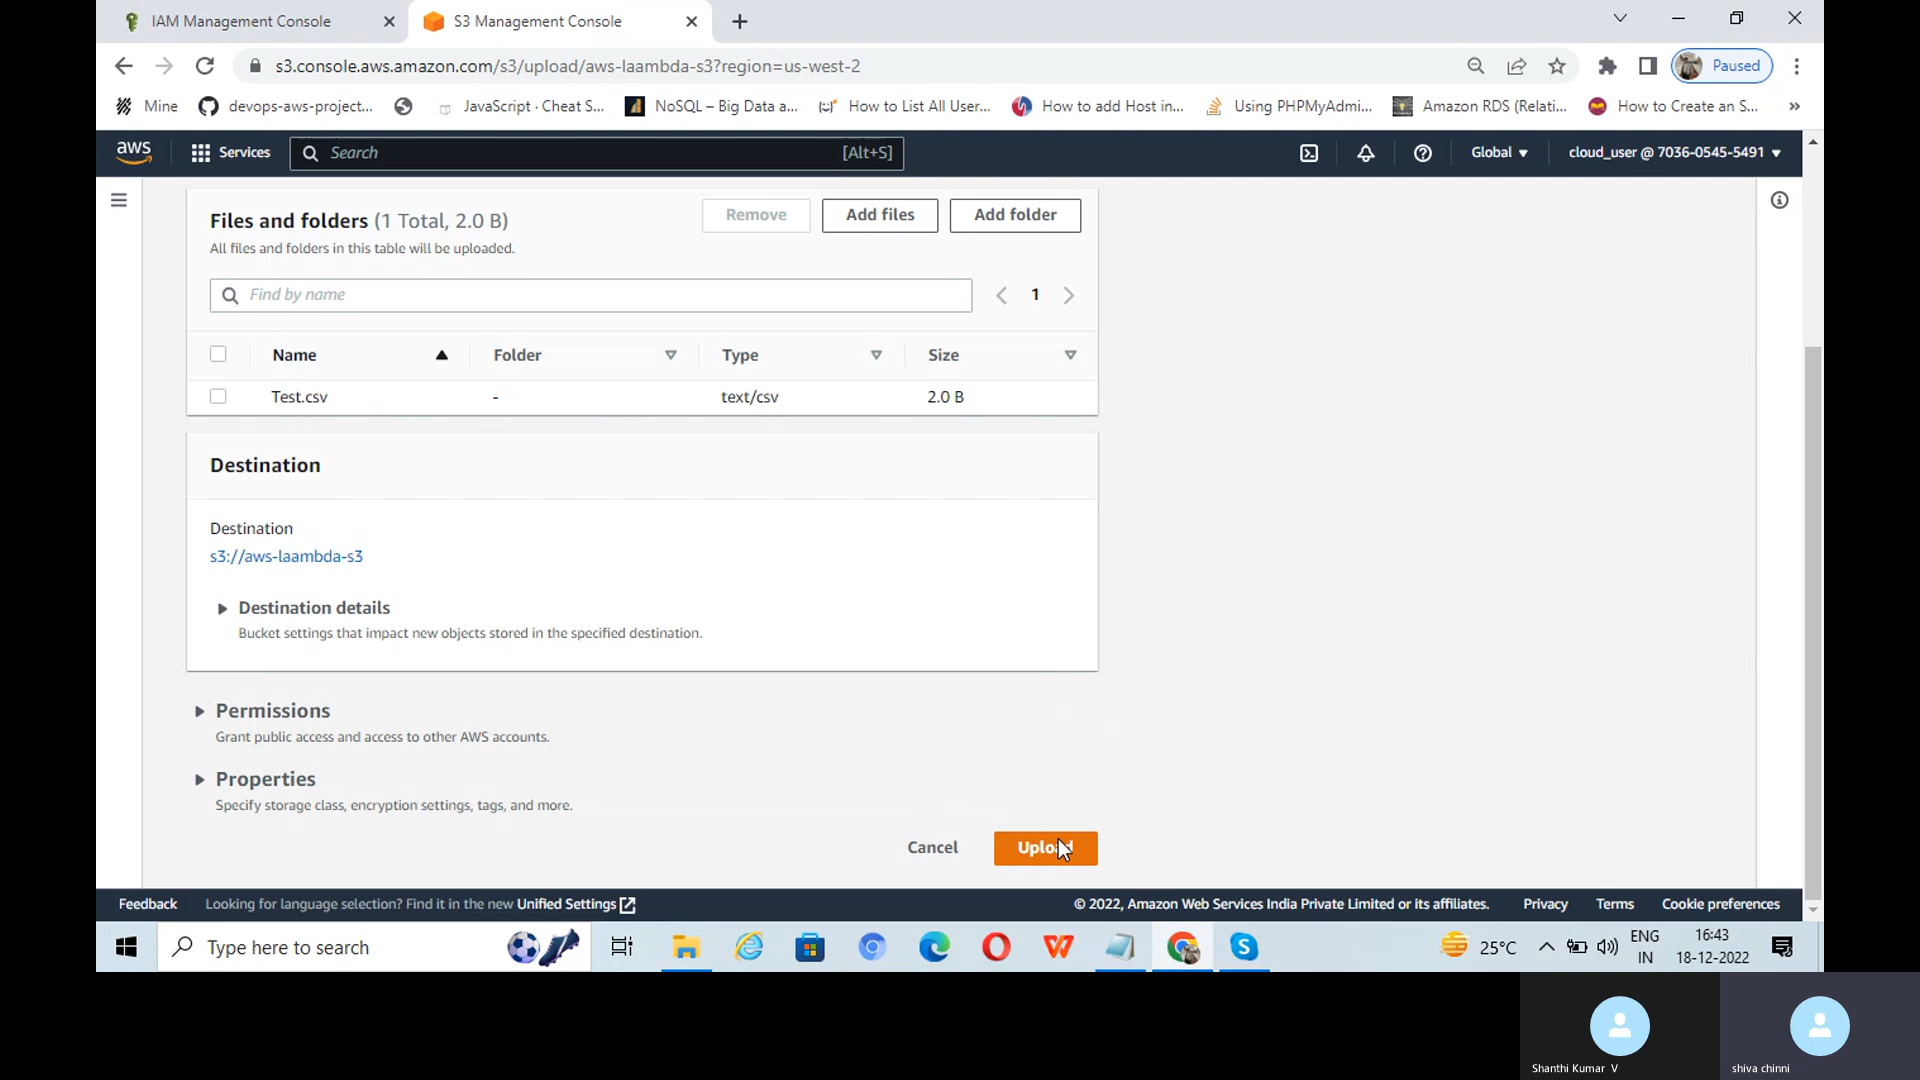 IAM Management Console
S3 Management Console
s3.console.aws.amazon.com/s3/upload/aws-laambda-s3?region=us-west-2
Paused
Mine
devops-aws-project...
JavaScript · Cheat S...
NoSQL – Big Data a...
How to List All User...
How to add Host in...
Using PHPMyAdmi...
Amazon RDS (Relati...
How to Create an S...
»
aws
Services
Search
[Alt+S]
Global
cloud_user @ 7036-0545-5491
Files and folders (1 Total, 2.0 B)
Remove
Add files
Add folder
All files and folders in this table will be uploaded.
Find by name
1
Name
Folder
Type
Size
Test.csv
-
text/csv
2.0 B
Destination
Destination
s3://aws-laambda-s3
Destination details
Bucket settings that impact new objects stored in the specified destination.
Permissions
Grant public access and access to other AWS accounts.
Properties
Specify storage class, encryption settings, tags, and more.
Cancel
Upload
Feedback
Looking for language selection? Find it in the new Unified Settings
© 2022, Amazon Web Services India Private Limited or its affiliates.
Privacy
Terms
Cookie preferences
Type here to search
25°C
ENG
IN
16:43
18-12-2022
Shanthi Kumar V
shiva chinni